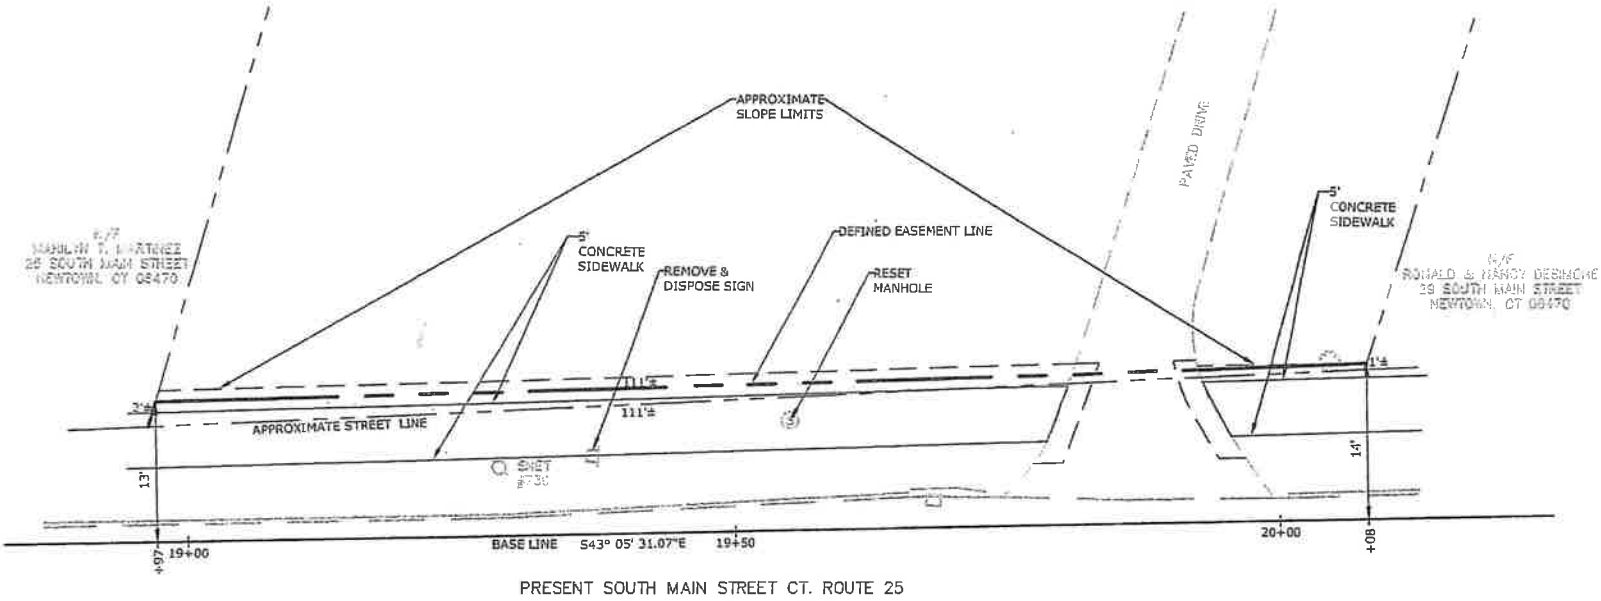 APPROXIMATE
SLOPE LIMITS
PAVED DRIVE
5'
CONCRETE
SIDEWALK
N/F
MARILYN T. MARTINEZ
25 SOUTH MAIN STREET
NEWTOWN, CT 06470
5'
CONCRETE
SIDEWALK
DEFINED EASEMENT LINE
REMOVE &
DISPOSE SIGN
RESET
MANHOLE
N/F
RONALD & NANCY
29 SOUTH MAIN STREET
NEWTOWN, CT 06470
1'±
111'±
2'±
111'±
APPROXIMATE STREET LINE
S
13'
14'
SNET
BASE LINE S43° 05' 31.07"E
+97
19+00
19+50
20+00
+08
PRESENT SOUTH MAIN STREET CT. ROUTE 25